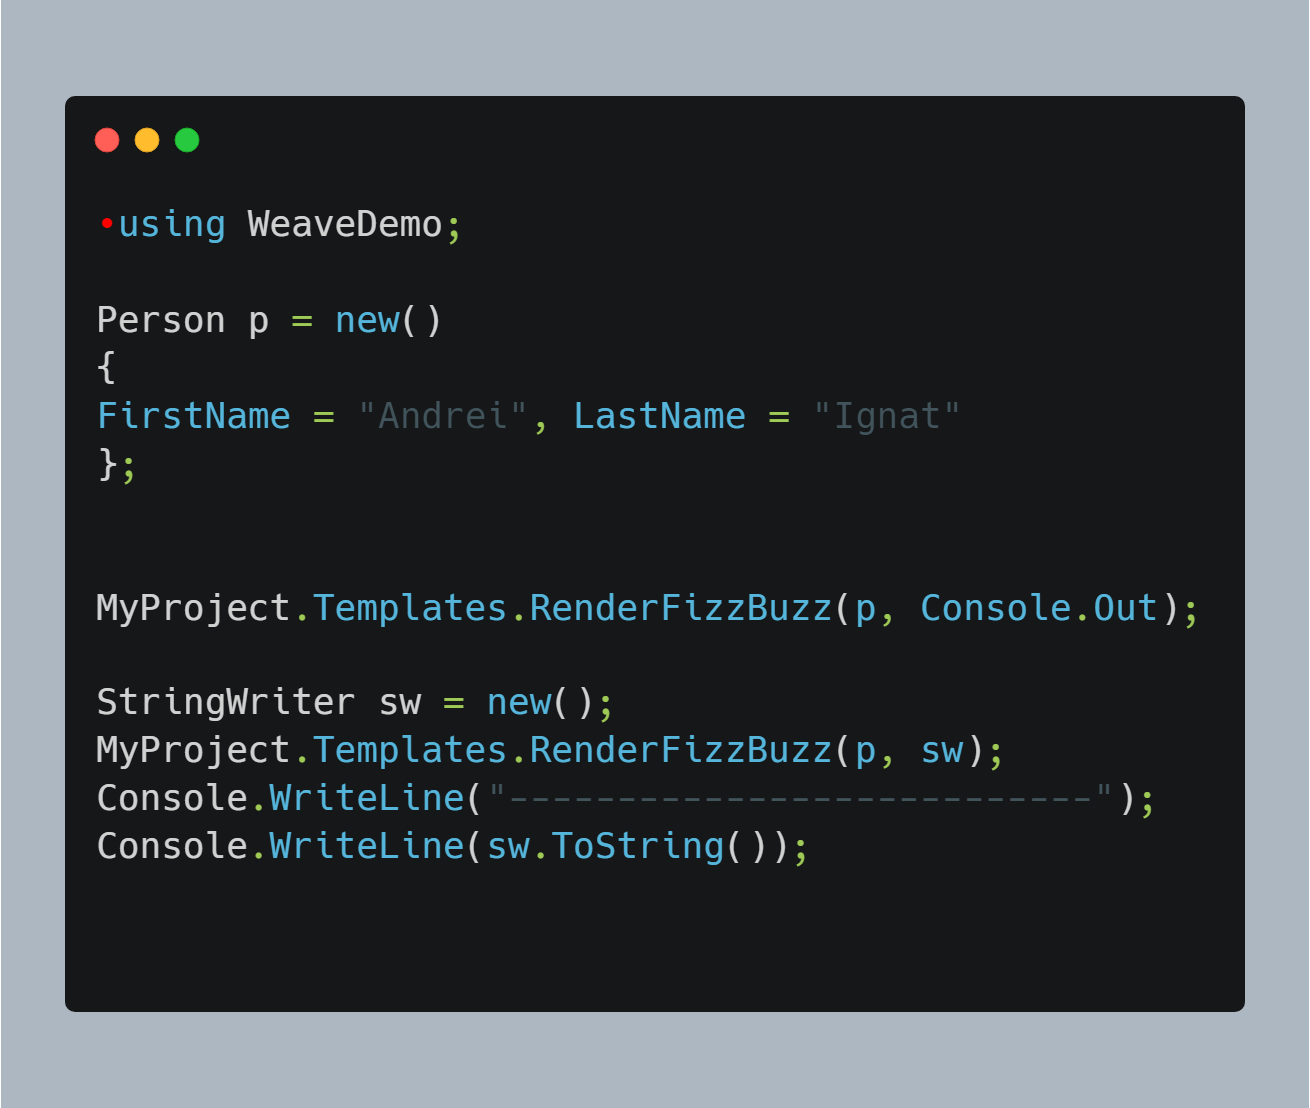 •using WeaveDemo;
Person p = new()
{
FirstName = "Andrei", LastName = "Ignat"
};
MyProject.Templates.RenderFizzBuzz(p, Console.Out);
StringWriter sw = new();
MyProject.Templates.RenderFizzBuzz(p, sw);
Console.WriteLine("---------------------------");
Console.WriteLine(sw.ToString());